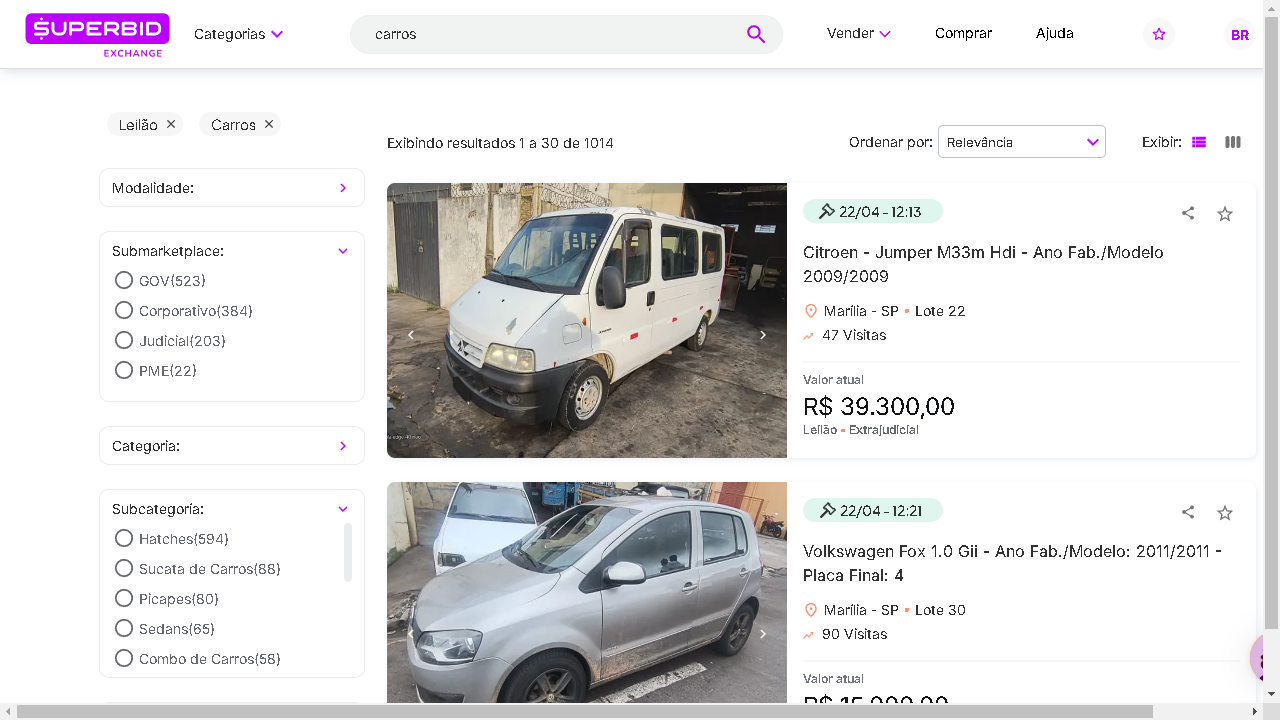 SUPERBID
EXCHANGE
Categorias
carros
Vender
Comprar
Ajuda
BR
Leilão ×
Carros ×
Exibindo resultados 1 a 30 de 1014
Ordenar por: Relevância
Exibir:
Modalidade:
Submarketplace:
GOV(523)
Corporativo(384)
Judicial(203)
PME(22)
Categoria:
Subcategoria:
Hatches(594)
Sucata de Carros(88)
Picapes(80)
Sedans(65)
Combo de Carros(58)
22/04 - 12:13
Citroen - Jumper M33m Hdi - Ano Fab./Modelo
2009/2009
Marília - SP • Lote 22
47 Visitas
Valor atual
R$ 39.300,00
Leilão • Extrajudicial
22/04 - 12:21
Volkswagen Fox 1.0 Gii - Ano Fab./Modelo: 2011/2011 -
Placa Final: 4
Marília - SP • Lote 30
90 Visitas
Valor atual